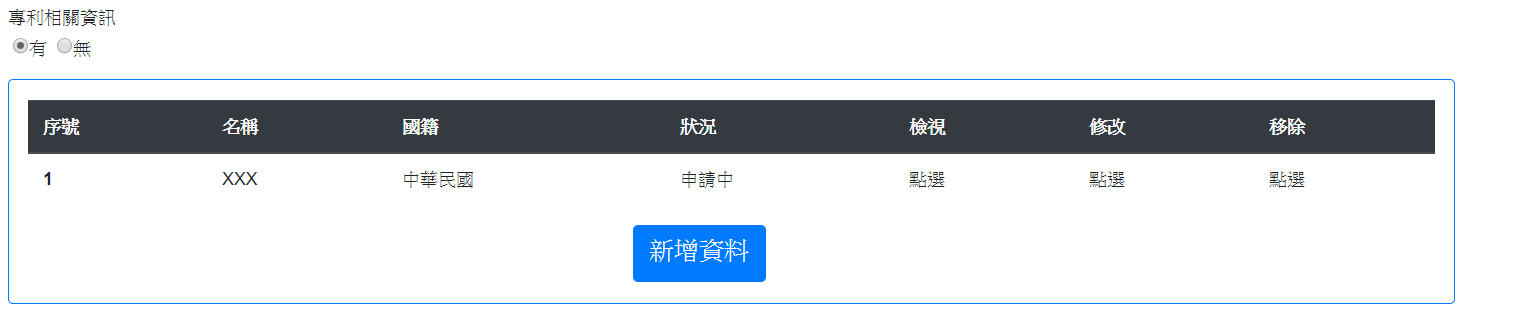 專利相關資訊
有 無
序號 名稱 國籍 狀況 檢視 修改 移除
1 XXX 中華民國 申請中 點選 點選 點選
新增資料